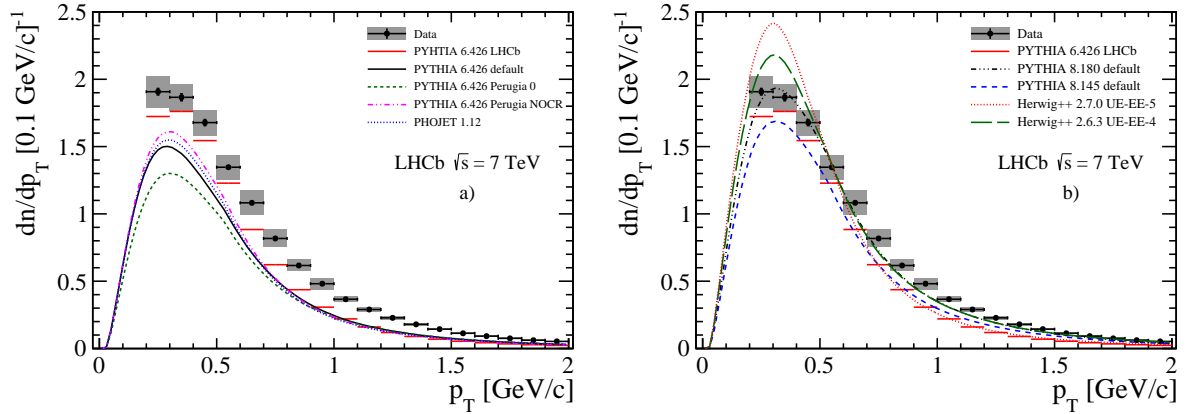 dn/dp_T [0.1 GeV/c]^-1
2.5
2
1.5
1
0.5
0
0
0.5
1
1.5
2
p_T [GeV/c]
Data
PYHTIA 6.426 LHCb
PYTHIA 6.426 default
PYTHIA 6.426 Perugia 0
PYTHIA 6.426 Perugia NOCR
PHOJET 1.12
LHCb √s = 7 TeV
a)
dn/dp_T [0.1 GeV/c]^-1
2.5
2
1.5
1
0.5
0
0
0.5
1
1.5
2
p_T [GeV/c]
Data
PYTHIA 6.426 LHCb
PYTHIA 8.180 default
PYTHIA 8.145 default
Herwig++ 2.7.0 UE-EE-5
Herwig++ 2.6.3 UE-EE-4
LHCb √s = 7 TeV
b)